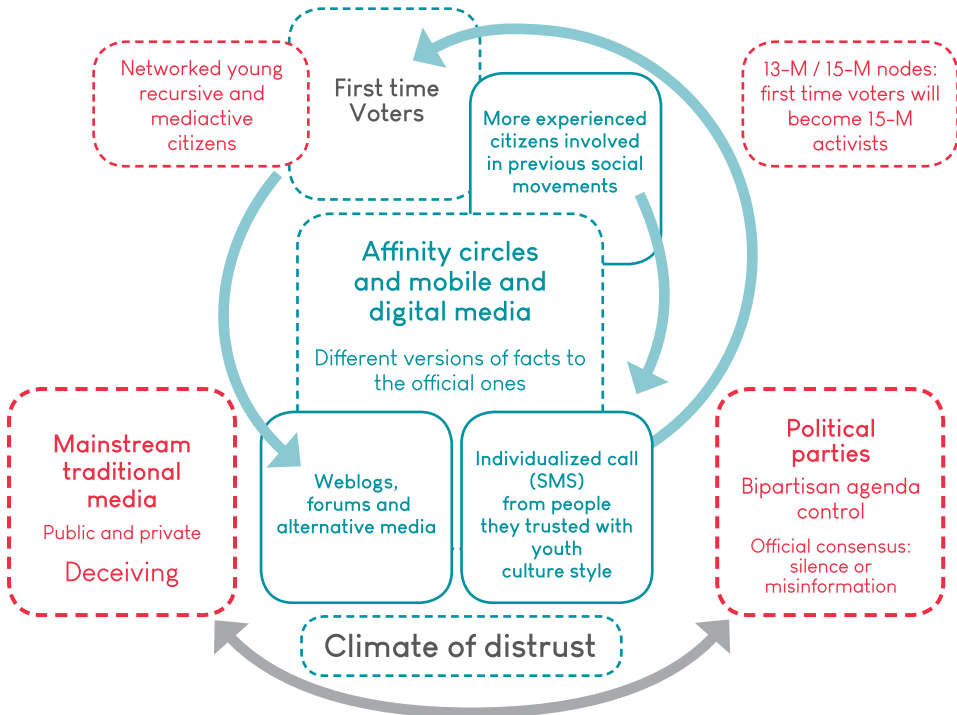 Networked young
recursive and
mediactive
citizens
First time
Voters
More experienced
citizens involved
in previous social
movements
13-M / 15-M nodes:
first time voters will
become 15-M
activists
Affinity circles
and mobile and
digital media
Different versions of facts to
the official ones
Mainstream
traditional
media
Public and private
Deceiving
Weblogs,
forums and
alternative media
Individualized call
(SMS)
from people
they trusted with
youth
culture style
Political
parties
Bipartisan agenda
control
Official consensus:
silence or
misinformation
Climate of distrust